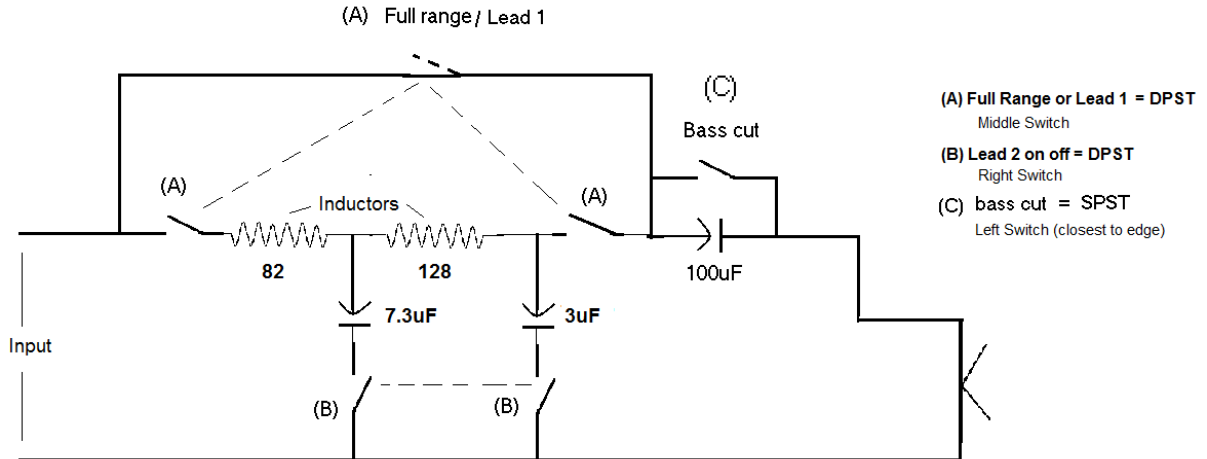 (A) Full range / Lead 1
(C)
Bass cut
(A) Full Range or Lead 1 = DPST
Middle Switch
(B) Lead 2 on off = DPST
Right Switch
(C) bass cut = SPST
Left Switch (closest to edge)
(A)
Inductors
(A)
82
128
100uF
7.3uF
3uF
Input
(B)
(B)